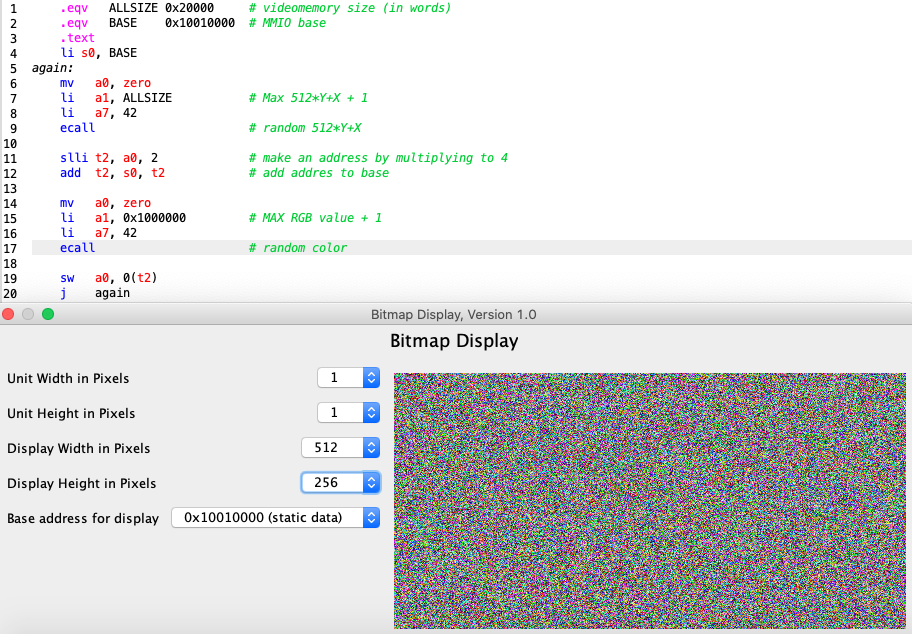 1 .eqv ALLSIZE 0x20000 # videomemory size (in words)
2 .eqv BASE 0x10010000 # MMIO base
3 .text
4 li s0, BASE
5 again:
6 mv a0, zero
7 li a1, ALLSIZE # Max 512*Y+X + 1
8 li a7, 42
9 ecall # random 512*Y+X
10
11 slli t2, a0, 2 # make an address by multiplying to 4
12 add t2, s0, t2 # add addres to base
13
14 mv a0, zero
15 li a1, 0x1000000 # MAX RGB value + 1
16 li a7, 42
17 ecall # random color
18
19 sw a0, 0(t2)
20 j again
Bitmap Display, Version 1.0
Bitmap Display
Unit Width in Pixels 1
Unit Height in Pixels 1
Display Width in Pixels 512
Display Height in Pixels 256
Base address for display 0x10010000 (static data)